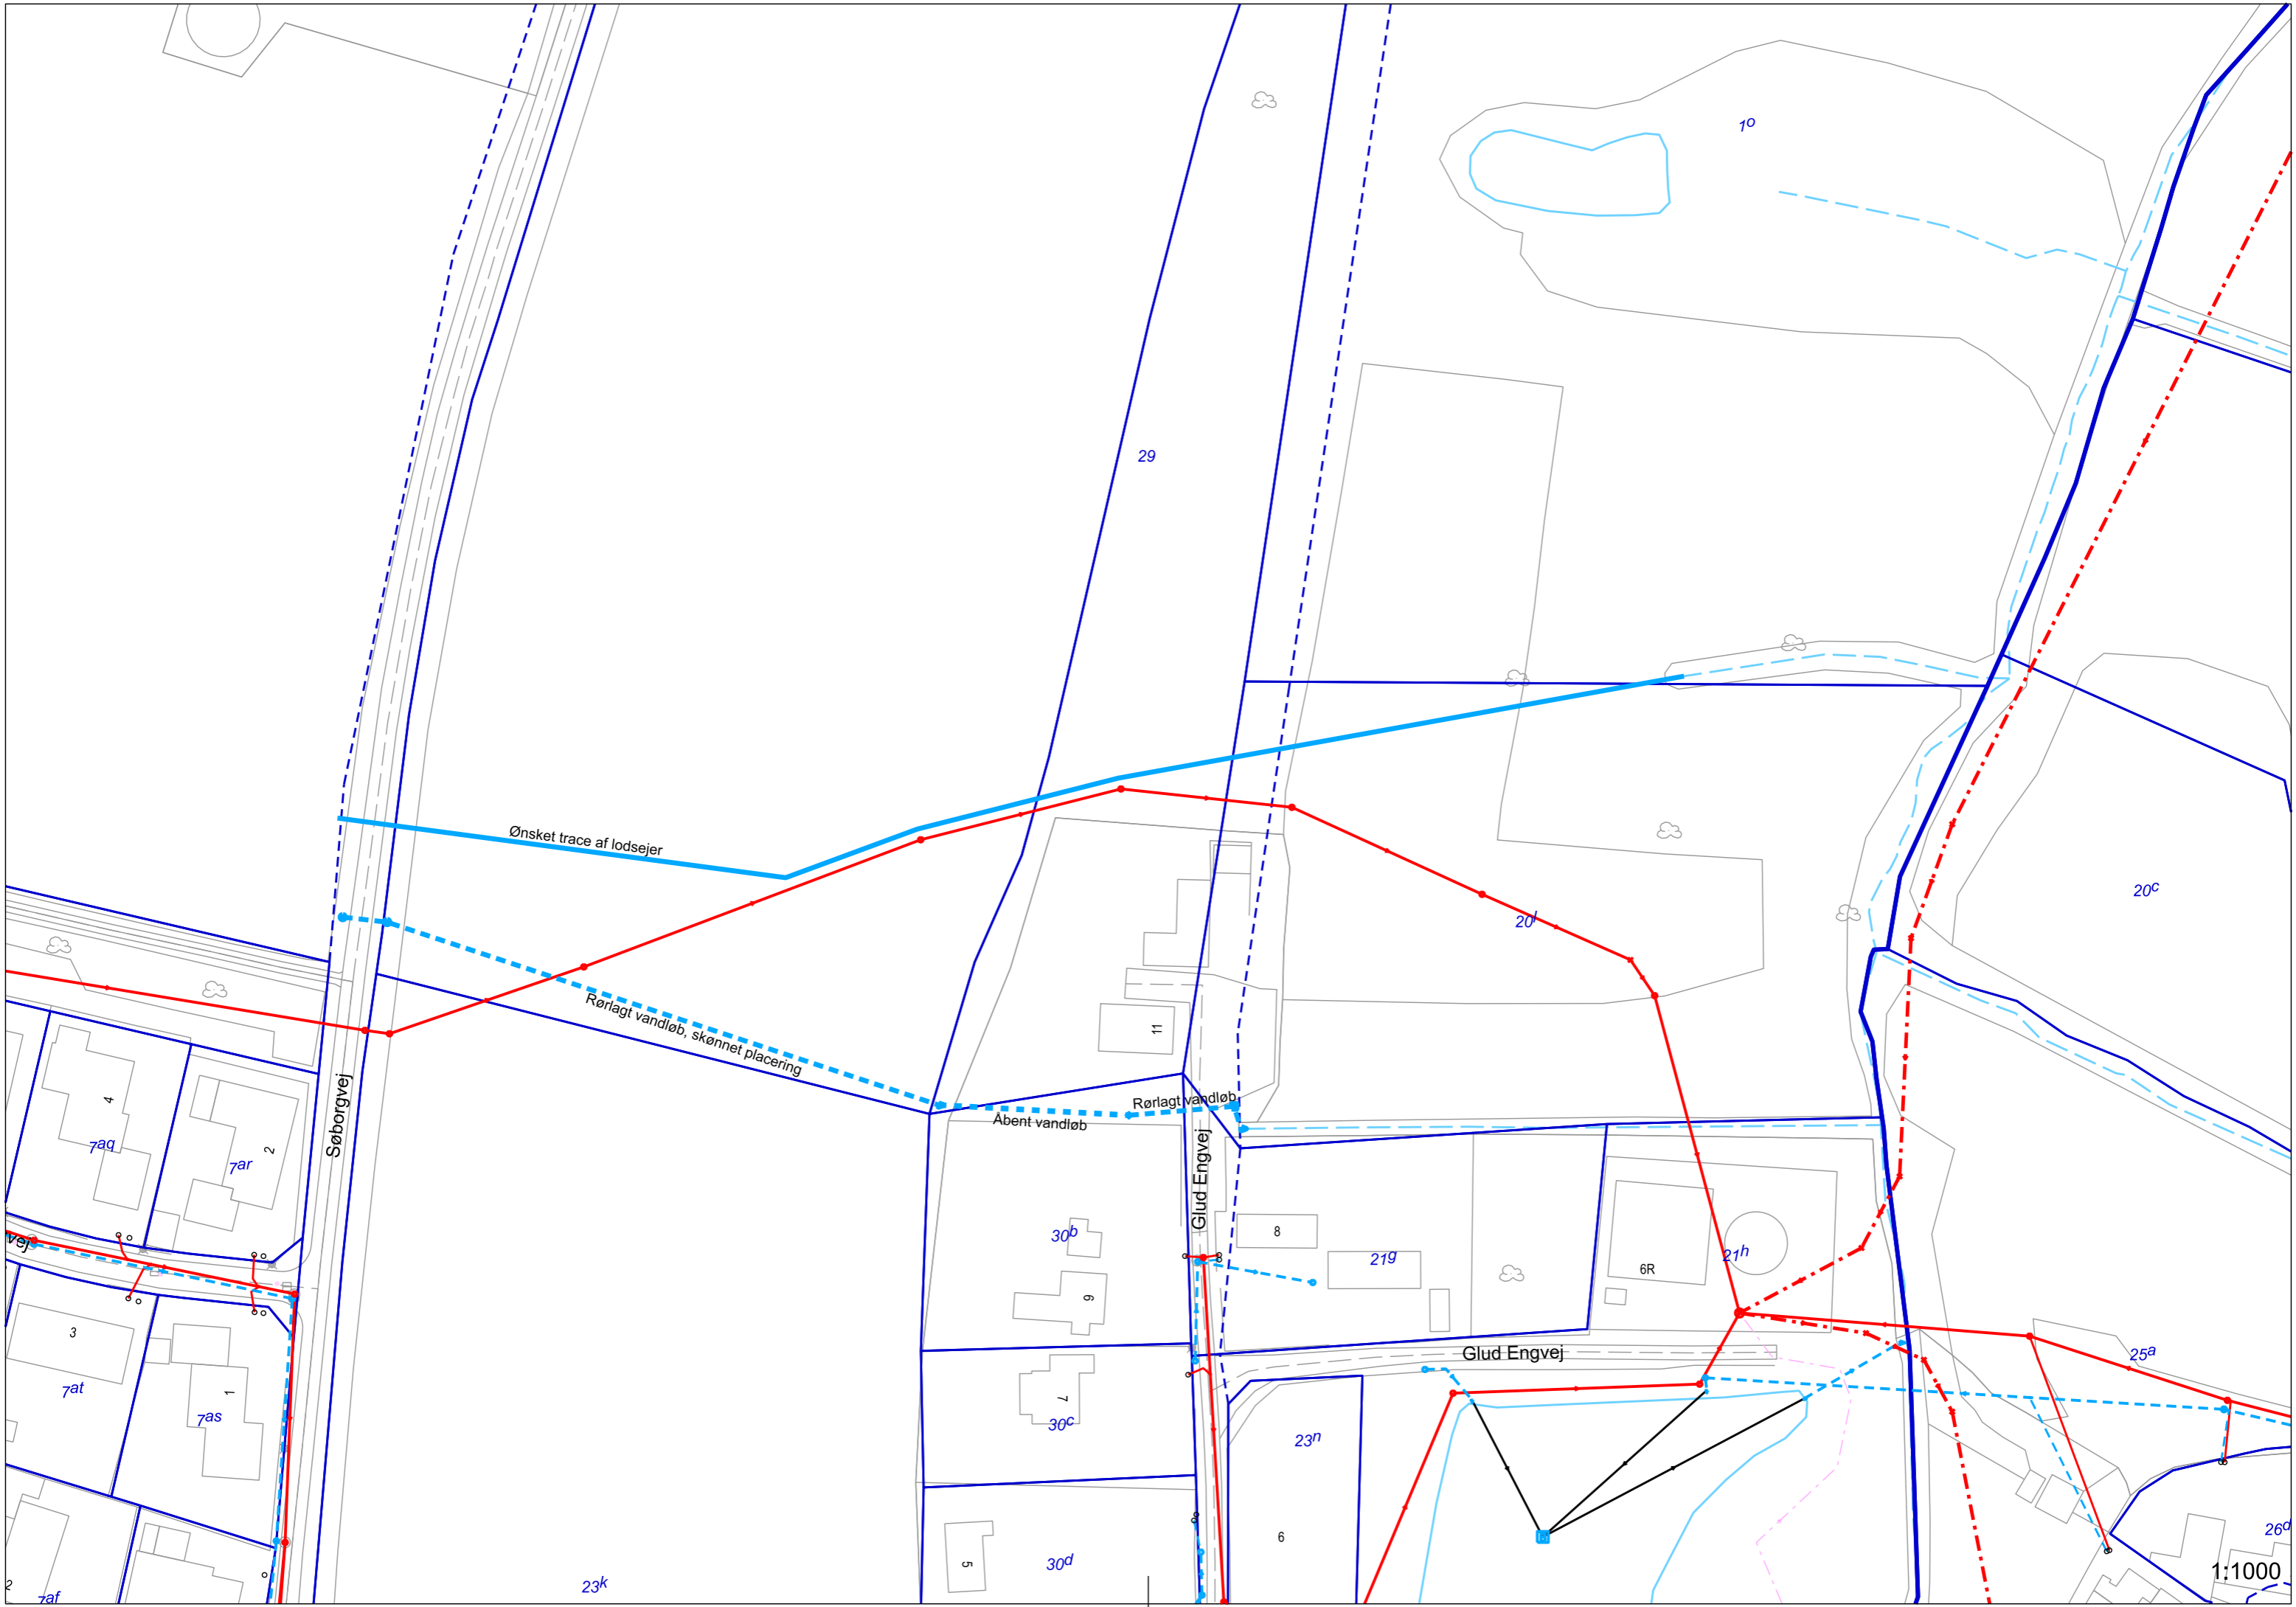 1o
29
Ønsket trace af lodsejer
20c
20l
Rørlagt vandløb, skønnet placering
11
Rørlagt vandløb
Åbent vandløb
Søborgvej
Glud Engvej
4
7aq
2
7ar
30b
8
21g
21h
6R
vej
9
3
7at
1
7as
Glud Engvej
25a
7
30c
23n
6
5
30d
23k
26d
1:1000
2
7af